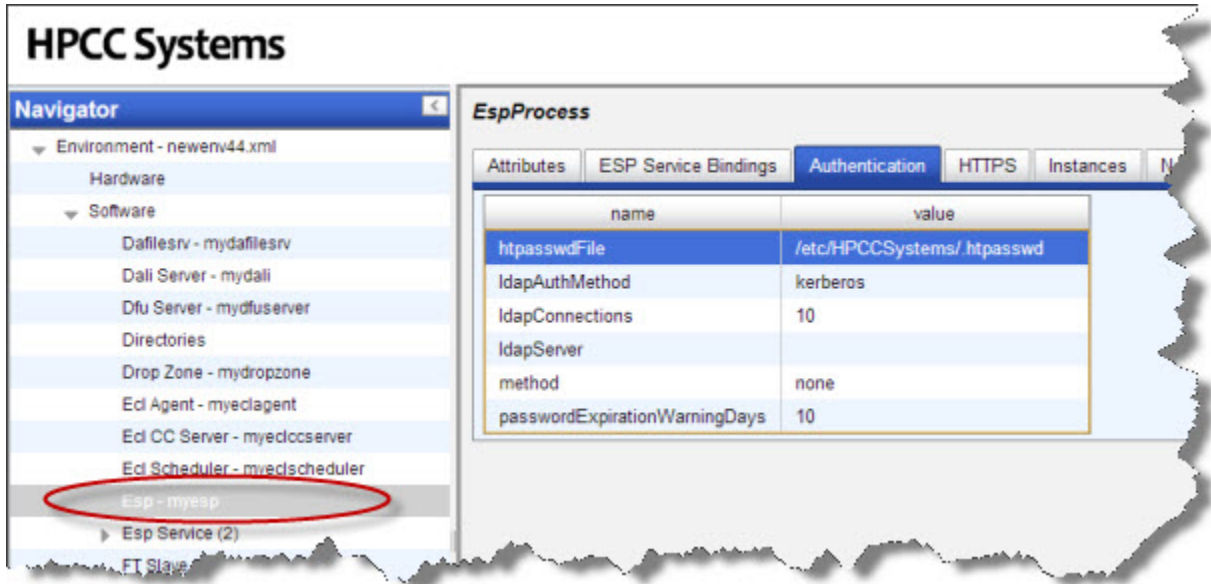 HPCC Systems
Navigator
Environment - newenv44.xml
Hardware
Software
Dafilesrv - mydafilesrv
Dali Server - mydali
Dfu Server - mydfuserver
Directories
Drop Zone - mydropzone
Ecl Agent - myeclagent
Ecl CC Server - myeclccserver
Ecl Scheduler - myeclscheduler
Esp - myesp
Esp Service (2)
FT Slave
EspProcess
Attributes ESP Service Bindings Authentication HTTPS Instances
name value
htpasswdFile /etc/HPCCSystems/.htpasswd
ldapAuthMethod kerberos
ldapConnections 10
ldapServer
method none
passwordExpirationWarningDays 10